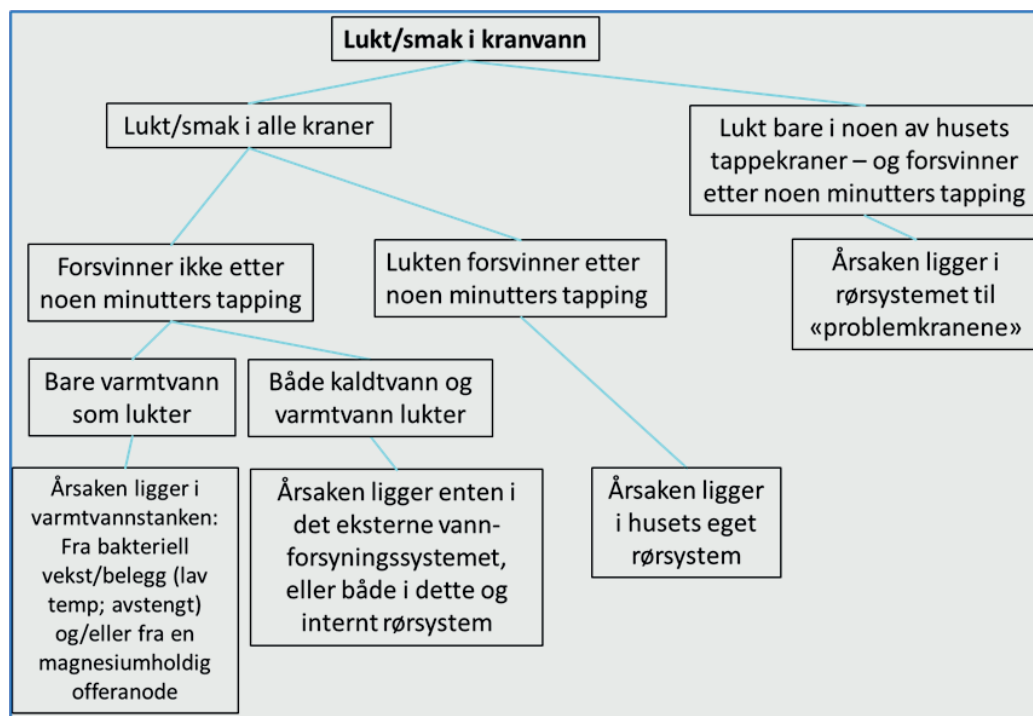 Lukt/smak i kranvann
Lukt/smak i alle kraner
Lukt bare i noen av husets
tappekraner – og forsvinner
etter noen minutters tapping
Forsvinner ikke etter
noen minutters tapping
Lukten forsvinner etter
noen minutters tapping
Årsaken ligger i
rørsystemet til
«problemkranene»
Bare varmtvann
som lukter
Både kaldtvann og
varmtvann lukter
Årsaken ligger i
varmtvannstanken:
Fra bakteriell
vekst/belegg (lav
temp; avstengt)
og/eller fra en
magnesiumholdig
offeranode
Årsaken ligger enten i
det eksterne vann-
forsyningssystemet,
eller både i dette og
internt rørsystem
Årsaken ligger
i husets eget
rørsystem